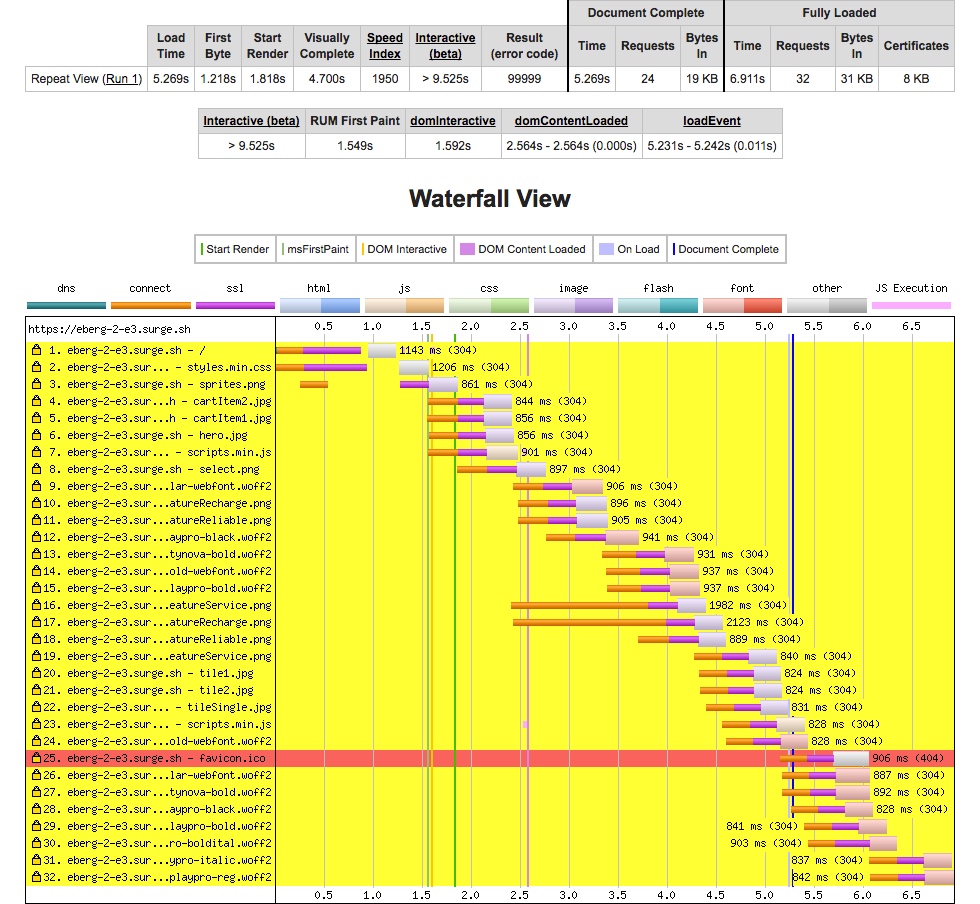 Document Complete Fully Loaded
Load Time First Byte Start Render Visually Complete Speed Index Interactive (beta) Result (error code) Time Requests Bytes In Time Requests Bytes In Certificates
Repeat View (Run 1) 5.269s 1.218s 1.818s 4.700s 1950 > 9.525s 99999 5.269s 24 19 KB 6.911s 32 31 KB 8 KB
Interactive (beta) RUM First Paint domInteractive domContentLoaded loadEvent
> 9.525s 1.549s 1.592s 2.564s - 2.564s (0.000s) 5.231s - 5.242s (0.011s)
Waterfall View
Start Render msFirstPaint DOM Interactive DOM Content Loaded On Load Document Complete
dns connect ssl html js css image flash font other JS Execution
https://eberg-2-e3.surge.sh 0.5 1.0 1.5 2.0 2.5 3.0 3.5 4.0 4.5 5.0 5.5 6.0 6.5
1. eberg-2-e3.surge.sh - / 1143 ms (304)
2. eberg-2-e3.sur... - styles.min.css 1206 ms (304)
3. eberg-2-e3.surge.sh - sprites.png 861 ms (304)
4. eberg-2-e3.sur...h - cartItem2.jpg 844 ms (304)
5. eberg-2-e3.sur...h - cartItem1.jpg 856 ms (304)
6. eberg-2-e3.surge.sh - hero.jpg 856 ms (304)
7. eberg-2-e3.sur... - scripts.min.js 901 ms (304)
8. eberg-2-e3.surge.sh - select.png 897 ms (304)
9. eberg-2-e3.sur...lar-webfont.woff2 906 ms (304)
10. eberg-2-e3.sur...atureRecharge.png 896 ms (304)
11. eberg-2-e3.sur...atureReliable.png 905 ms (304)
12. eberg-2-e3.sur...aypro-black.woff2 941 ms (304)
13. eberg-2-e3.sur...tynova-bold.woff2 931 ms (304)
14. eberg-2-e3.sur...old-webfont.woff2 937 ms (304)
15. eberg-2-e3.sur...laypro-bold.woff2 937 ms (304)
16. eberg-2-e3.sur...eatureService.png 1982 ms (304)
17. eberg-2-e3.sur...atureRecharge.png 2123 ms (304)
18. eberg-2-e3.sur...atureReliable.png 889 ms (304)
19. eberg-2-e3.sur...eatureService.png 840 ms (304)
20. eberg-2-e3.surge.sh - tile1.jpg 824 ms (304)
21. eberg-2-e3.surge.sh - tile2.jpg 824 ms (304)
22. eberg-2-e3.sur... - tileSingle.jpg 831 ms (304)
23. eberg-2-e3.sur... - scripts.min.js 828 ms (304)
24. eberg-2-e3.sur...old-webfont.woff2 828 ms (304)
25. eberg-2-e3.surge.sh - favicon.ico 906 ms (404)
26. eberg-2-e3.sur...lar-webfont.woff2 887 ms (304)
27. eberg-2-e3.sur...tynova-bold.woff2 892 ms (304)
28. eberg-2-e3.sur...aypro-black.woff2 828 ms (304)
29. eberg-2-e3.sur...laypro-bold.woff2 841 ms (304)
30. eberg-2-e3.sur...ro-boldital.woff2 903 ms (304)
31. eberg-2-e3.sur...ypro-italic.woff2 837 ms (304)
32. eberg-2-e3.sur...playpro-reg.woff2 842 ms (304)
0.5 1.0 1.5 2.0 2.5 3.0 3.5 4.0 4.5 5.0 5.5 6.0 6.5